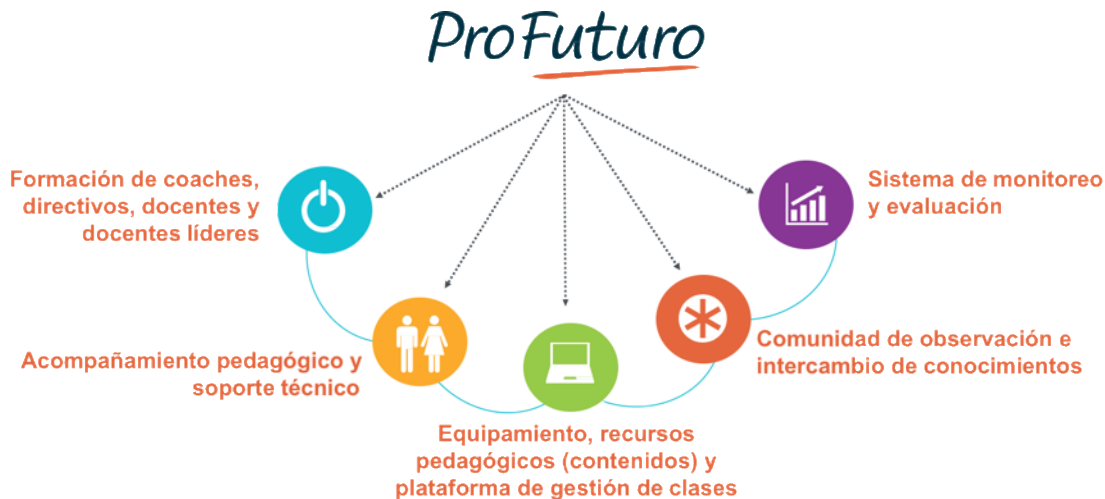 ProFuturo
Formación de coaches,
directivos, docentes y
docentes líderes
Acompañamiento pedagógico y
soporte técnico
Equipamiento, recursos
pedagógicos (contenidos) y
plataforma de gestión de clases
Comunidad de observación e
intercambio de conocimientos
Sistema de monitoreo
y evaluación